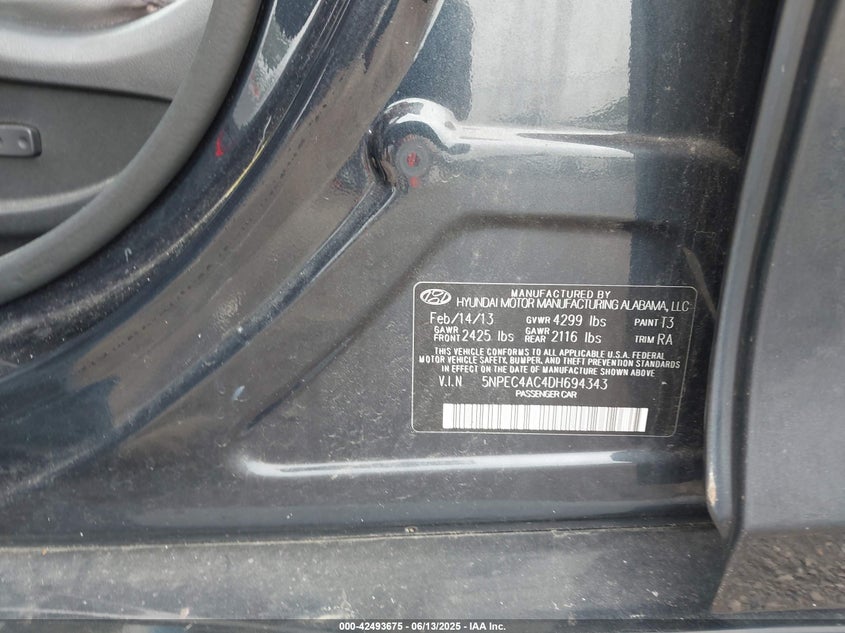 MANUFACTURED BY
HYUNDAI MOTOR MANUFACTURING ALABAMA, LLC
Feb/14/13 GVWR 4299 lbs PAINT T3
GAWR FRONT 2425 lbs GAWR REAR 2116 lbs TRIM RA
THIS VEHICLE CONFORMS TO ALL APPLICABLE U.S.A. FEDERAL
MOTOR VEHICLE SAFETY, BUMPER, AND THEFT PREVENTION STANDARDS
IN EFFECT ON THE DATE OF MANUFACTURE SHOWN ABOVE
V.I.N 5NPEC4AC4DH694343
PASSENGER CAR
000-42493675 - 06/13/2025 - IAA Inc.